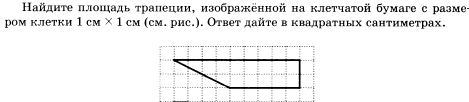 Найдите площадь трапеции, изображённой на клетчатой бумаге с разме-
ром клетки 1 см × 1 см (см. рис.). Ответ дайте в квадратных сантиметрах.